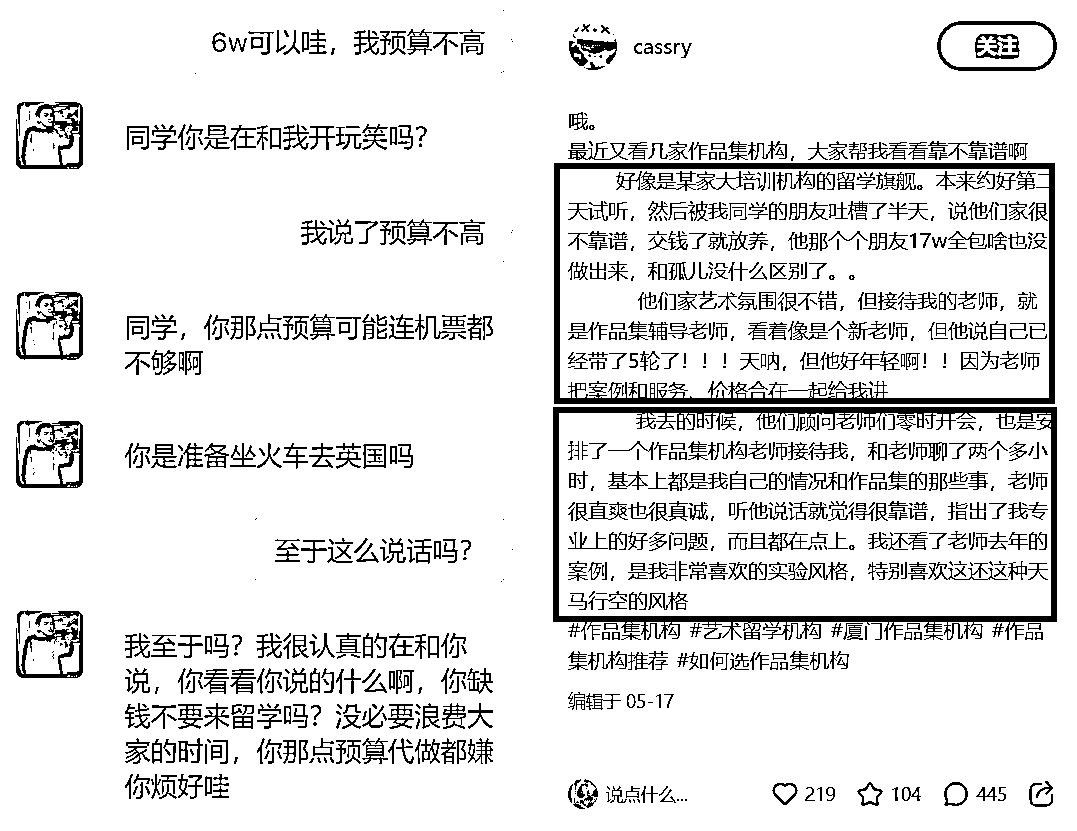 6w可以哇，我预算不高
同学你是在和我开玩笑吗？
我说了预算不高
同学，你那点预算可能连机票都
不够啊
你是准备坐火车去英国吗
至于这么说话吗？
我至于吗？我很认真的在和你
说，你看看你说的什么啊，你缺
钱不要来留学吗？没必要浪费大
家的时间，你那点预算代做都嫌
你烦好哇
cassry
关注
哦。
最近又看几家作品集机构，大家帮我看看靠不靠谱啊
好像是某家大培训机构的留学旗舰。本来约好第二
天试听，然后被我同学的朋友吐槽了半天，说他们家很
不靠谱，交钱了就放养，他那个个朋友17w全包啥也没
做出来，和孤儿没什么区别了。。
他们家艺术氛围很不错，但接待我的老师，就
是作品集辅导老师，看着像是个新老师，但他说自己已
经带了5轮了！！！天呐，但他好年轻啊！！因为老师
把案例和服务、价格合在一起给我讲
我去的时候，他们顾问老师们零时开会，也是安
排了一个作品集机构老师接待我，和老师聊了两个多小
时，基本上都是我自己的情况和作品集的那些事，老师
很直爽也很真诚，听他说话就觉得很靠谱，指出了我专
业上的好多问题，而且都在点上。我还看了老师去年的
案例，是我非常喜欢的实验风格，特别喜欢这还这种天
马行空的风格
#作品集机构 #艺术留学机构 #厦门作品集机构 #作品
集机构推荐 #如何选作品集机构
编辑于 05-17
说点什么... 219 104 445